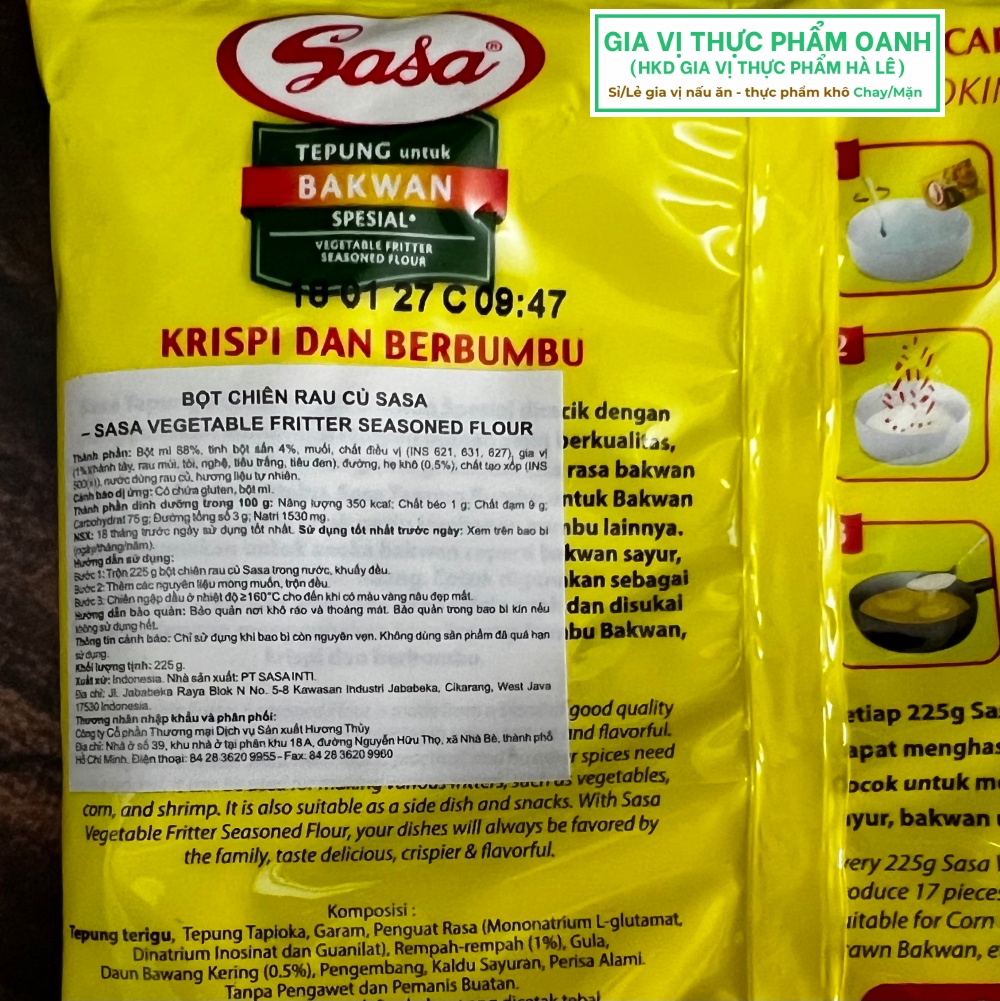 Sasa®
GIA VỊ THỰC PHẨM OANH
(HKD GIA VỊ THỰC PHẨM HÀ LÊ)
Sỉ/Lẻ gia vị nấu ăn - thực phẩm khô Chay/Mặn
TEPUNG untuk
BAKWAN
SPESIAL
VEGETABLE FRITTER
SEASONED FLOUR
18 01 27 C 09:47
KRISPI DAN BERBUMBU
BỘT CHIÊN RAU CỦ SASA
– SASA VEGETABLE FRITTER SEASONED FLOUR
Thành phần: Bột mì 88%, tinh bột sắn 4%, muối, chất điều vị (INS 621, 631, 627), gia vị
(1% hành tây, rau mùi, tỏi, nghệ, tiêu trắng, tiêu đen), đường, hẹ khô (0,5%), chất tạo xốp (INS
500(ii)), nước dùng rau củ, hương liệu tự nhiên.
Cảnh báo dị ứng: Có chứa gluten, bột mì.
Thành phần dinh dưỡng trong 100 g: Năng lượng 350 kcal; Chất béo 1 g; Chất đạm 9 g;
Carbohydrat 75 g; Đường tổng số 3 g; Natri 1530 mg.
NSX: 18 tháng trước ngày sử dụng tốt nhất. Sử dụng tốt nhất trước ngày: Xem trên bao bì
(ngày/tháng/năm).
Hướng dẫn sử dụng:
Bước 1: Trộn 225 g bột chiên rau củ Sasa trong nước, khuấy đều.
Bước 2: Thêm các nguyên liệu mong muốn, trộn đều.
Bước 3: Chiên ngập dầu ở nhiệt độ ≥160°C cho đến khi có màu vàng nâu đẹp mắt.
Hướng dẫn bảo quản: Bảo quản nơi khô ráo và thoáng mát. Bảo quản trong bao bì kín nếu
không sử dụng hết.
Thông tin cảnh báo: Chỉ sử dụng khi bao bì còn nguyên vẹn. Không dùng sản phẩm đã quá hạn
sử dụng.
Khối lượng tịnh: 225 g.
Xuất xứ: Indonesia. Nhà sản xuất: PT SASA INTI.
Địa chỉ: Jl. Jababeka Raya Blok N No. 5-8 Kawasan Industri Jababeka, Cikarang, West Java
17530 Indonesia.
Thương nhân nhập khẩu và phân phối:
Công ty Cổ phần Thương mại Dịch vụ Sản xuất Hương Thủy
Địa chỉ: Nhà ở số 39, khu nhà ở tại phân khu 18A, đường Nguyễn Hữu Thọ, xã Nhà Bè, thành phố
Hồ Chí Minh. Điện thoại: 84 28 3620 9955 - Fax: 84 28 3620 9960
cik dengan
berkualitas,
rasa bakwan
ntuk Bakwan
bu lainnya.
kwan sayur,
kan sebagai
dan disukai
bu Bakwan,
good quality
and flavorful.
r spices need
vegetables,
corn, and shrimp. It is also suitable as a side dish and snacks. With Sasa
Vegetable Fritter Seasoned Flour, your dishes will always be favored by
the family, taste delicious, crispier & flavorful.
Komposisi :
Tepung terigu, Tepung Tapioka, Garam, Penguat Rasa (Mononatrium L-glutamat,
Dinatrium Inosinat dan Guanilat), Rempah-rempah (1%), Gula,
Daun Bawang Kering (0.5%), Pengembang, Kaldu Sayuran, Perisa Alami.
Tanpa Pengawet dan Pemanis Buatan.
CA
OKI
2
3
etiap 225g Sa
apat menghas
ocok untuk m
yur, bakwan
very 225g Sasa
oduce 17 pieces
uitable for Corn
rawn Bakwan, e